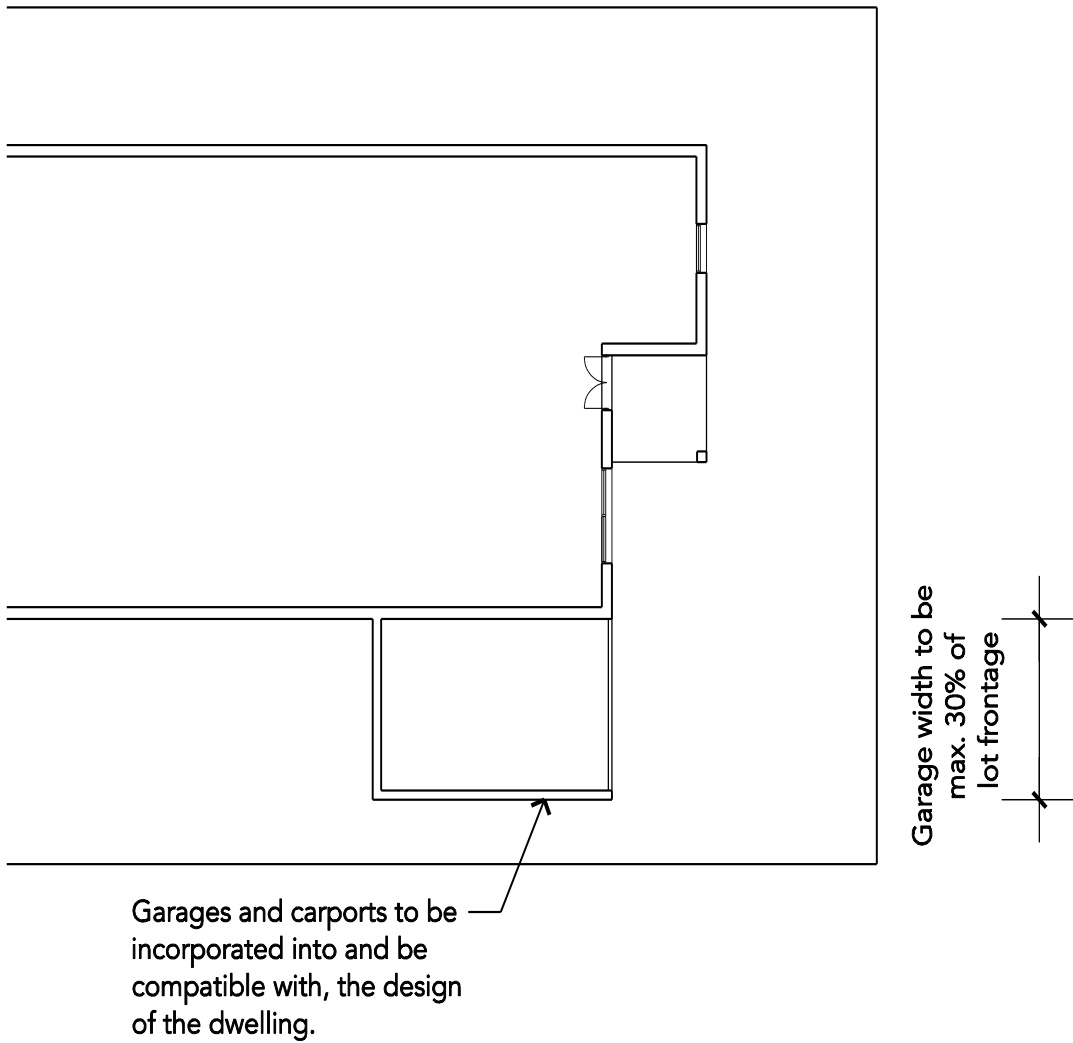 Garage width to be
max. 30% of
lot frontage
Garages and carports to be
incorporated into and be
compatible with, the design
of the dwelling.